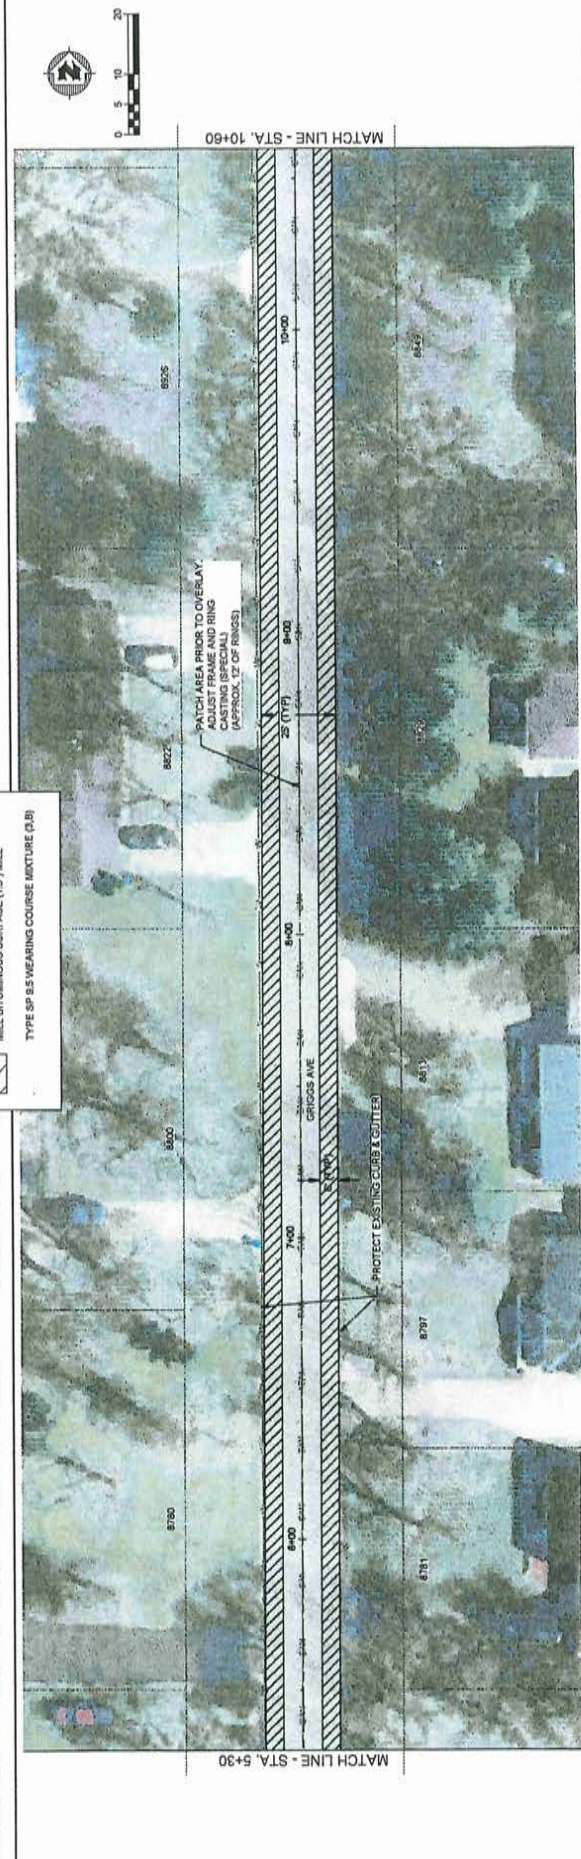 0 5 10 20
MATCH LINE - STA. 10+60
TYPE SP 9.5 WEARING COURSE MIXTURE (3,B)
8780
8800
8822
8926
PATCH AREA PRIOR TO OVERLAY.
ADJUST FRAME AND RING
CASTING (SPECIAL)
(APPROX. 12" OF RINGS)
6+00
7+00
8+00
9+00
10+00
25' (TYP)
GRIGGS AVE
6' (TYP)
PROTECT EXISTING CURB & GUTTER
8781
8797
8813
8849
MATCH LINE - STA. 5+30